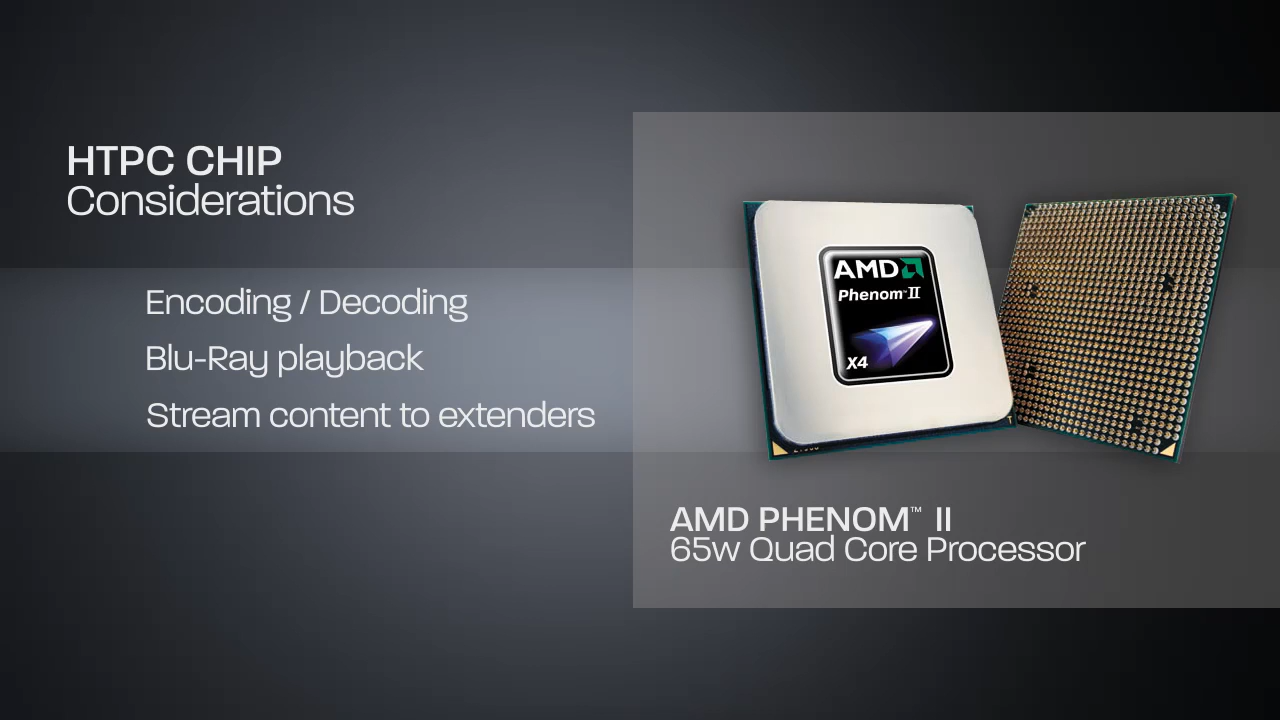 HTPC CHIP
Considerations
Encoding / Decoding
Blu-Ray playback
Stream content to extenders
AMD
Phenom™ II
X4
AMD PHENOM™ II
65w Quad Core Processor